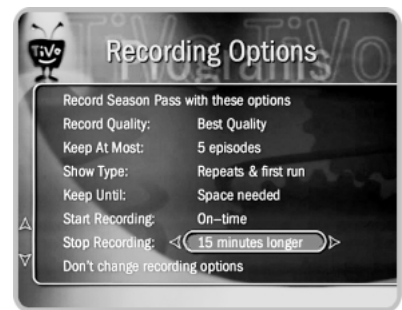 TiVo
Recording Options
Record Season Pass with these options
Record Quality: Best Quality
Keep At Most: 5 episodes
Show Type: Repeats & first run
Keep Until: Space needed
Start Recording: On-time
Stop Recording: 15 minutes longer
Don't change recording options